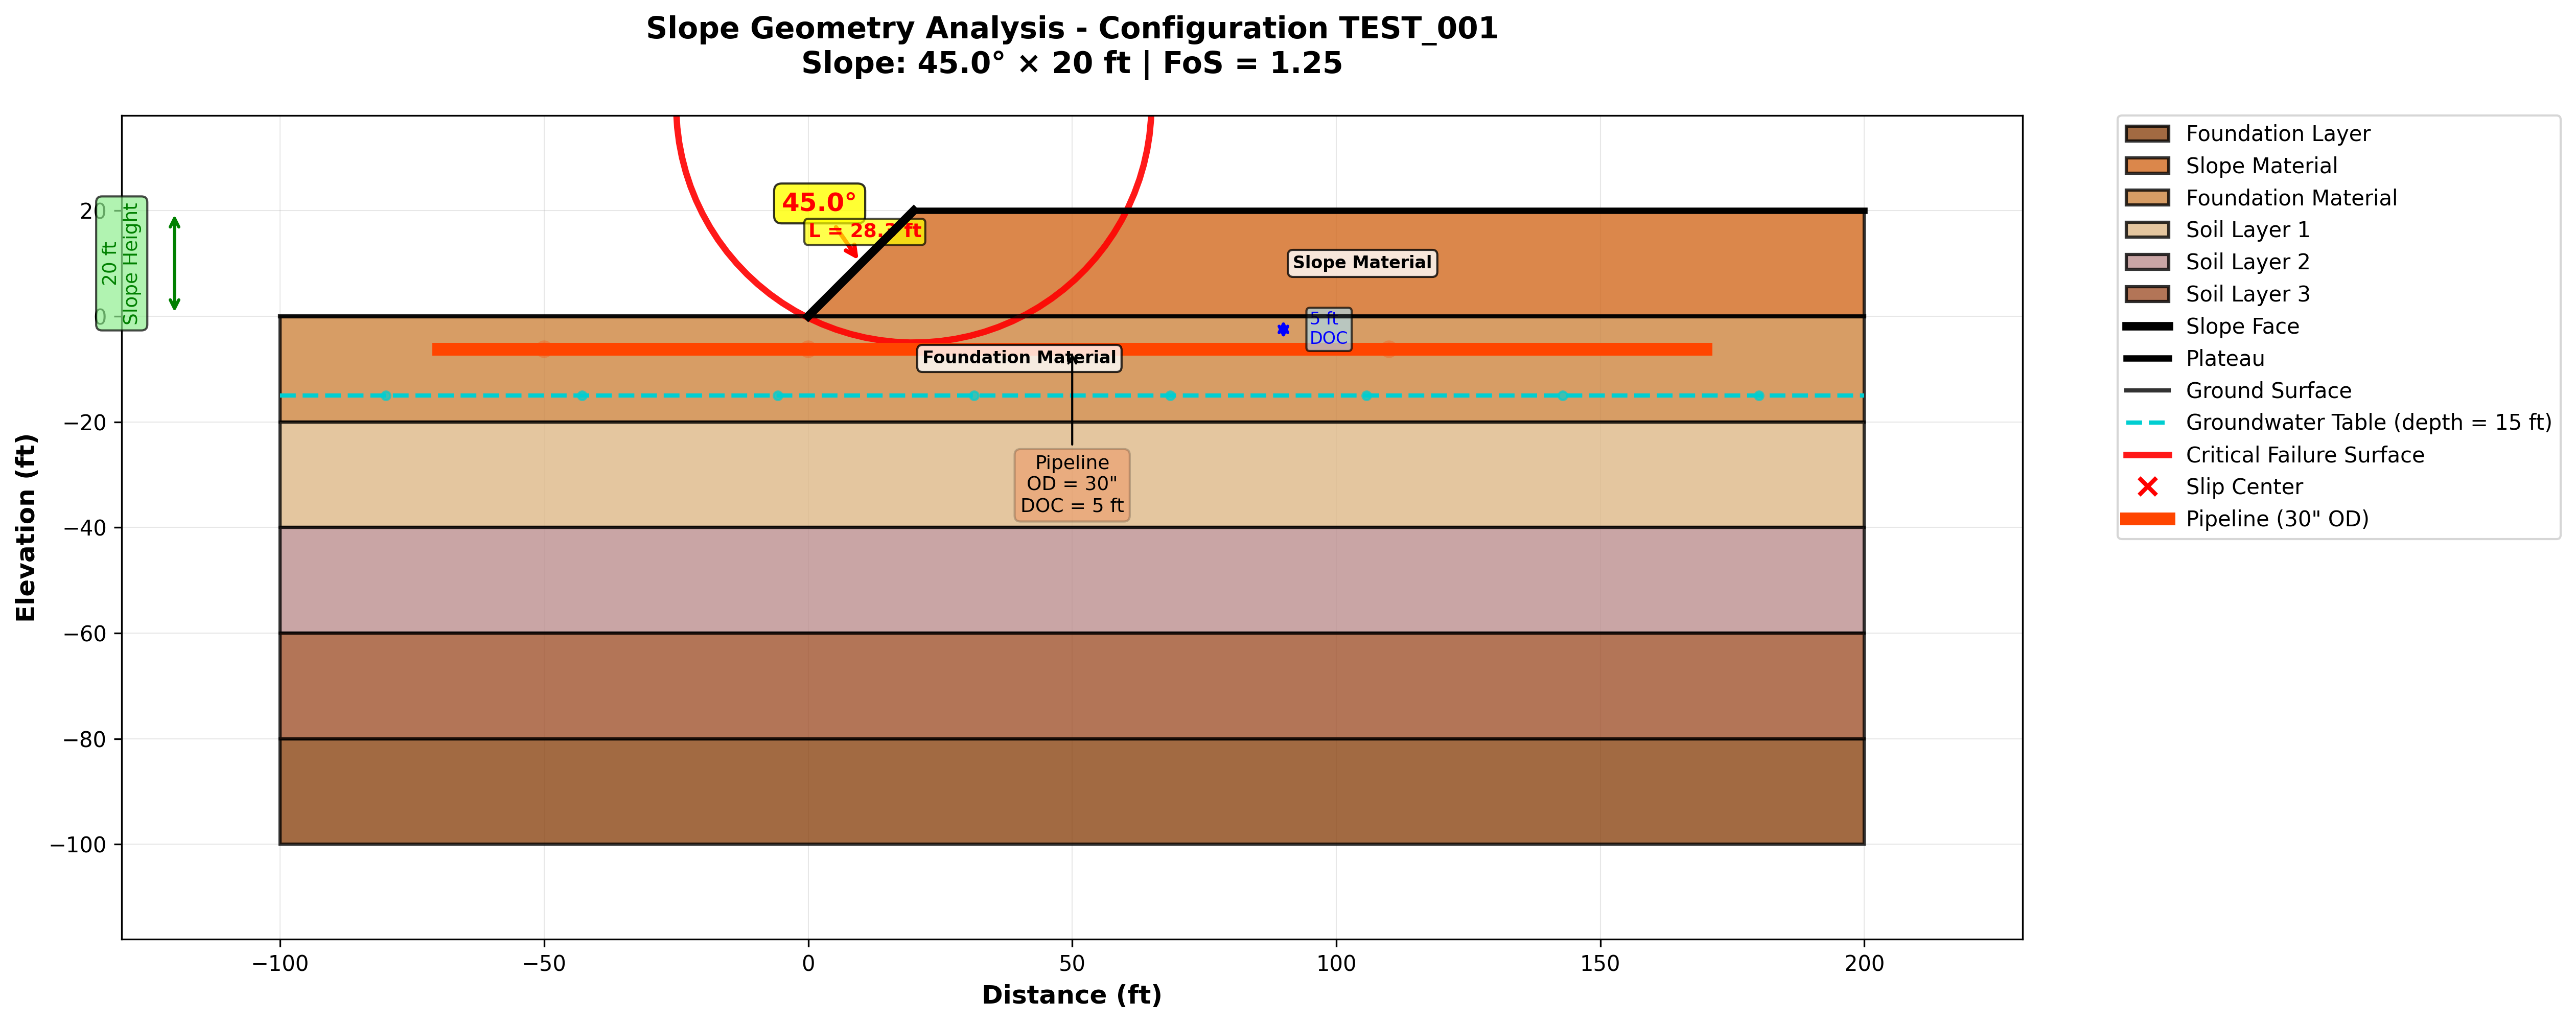 Slope Geometry Analysis - Configuration TEST_001
Slope: 45.0° × 20 ft | FoS = 1.25
Elevation (ft)
20
0
−20
−40
−60
−80
−100
20 ft
Slope Height
45.0°
L = 28.3 ft
Slope Material
5 ft
DOC
Foundation Material
Pipeline
OD = 30"
DOC = 5 ft
−100
−50
0
50
100
150
200
Distance (ft)
Foundation Layer
Slope Material
Foundation Material
Soil Layer 1
Soil Layer 2
Soil Layer 3
Slope Face
Plateau
Ground Surface
Groundwater Table (depth = 15 ft)
Critical Failure Surface
Slip Center
Pipeline (30" OD)